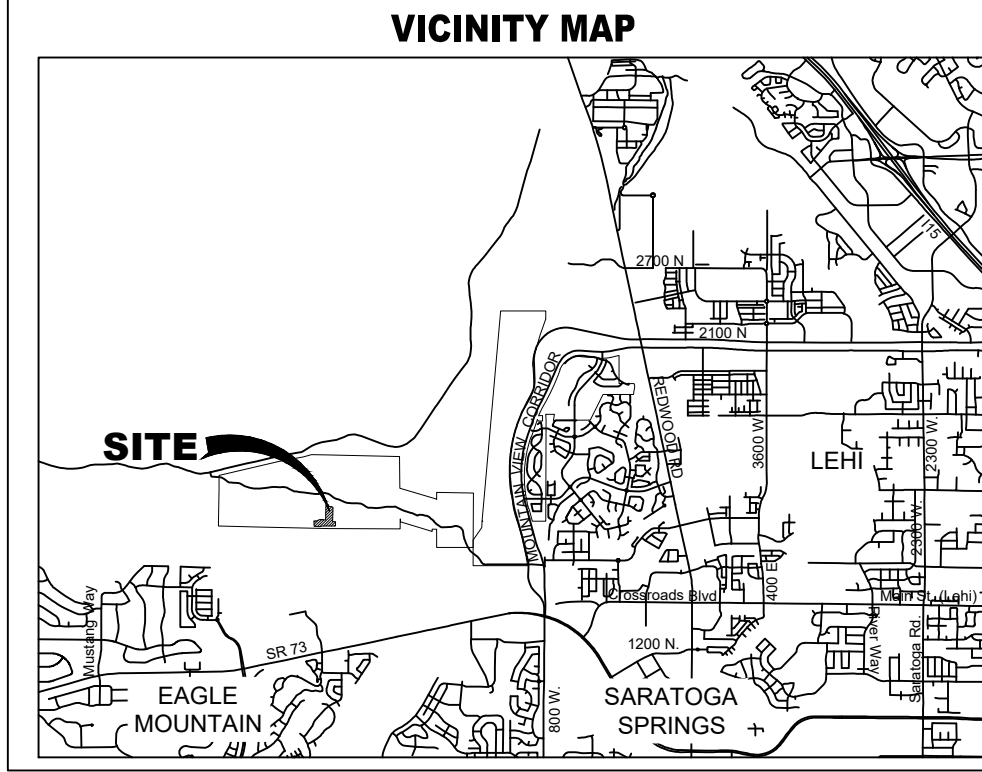 VICINITY MAP
I15
2700 N
2100 N
MOUNTAIN VIEW CORRIDOR
REDWOOD RD
3600 W.
2300 W.
SITE
LEHI
2300 W.
400 E
Crossroads Blvd
Main St. (Lehi)
Mustang Way
SR 73
1200 N.
River Way
Saratoga Rd.
800 W.
EAGLE
MOUNTAIN
SARATOGA
SPRINGS